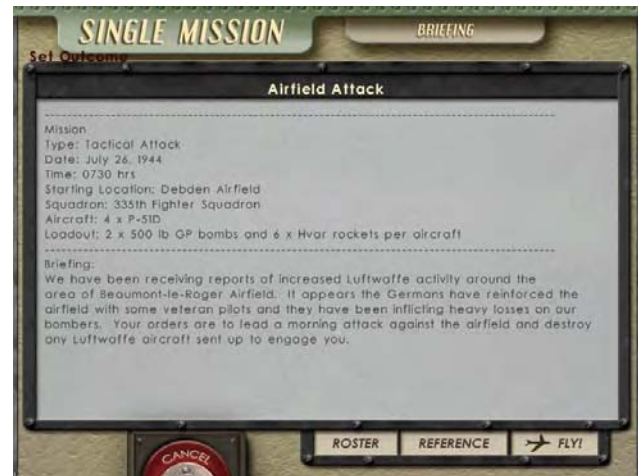 SINGLE MISSION
BRIEFING
Set Outcome
Airfield Attack
Mission
Type: Tactical Attack
Date: July 26, 1944
Time: 0730 hrs
Starting Location: Debden Airfield
Squadron: 335th Fighter Squadron
Aircraft: 4 x P-51D
Loadout: 2 x 500 lb GP bombs and 6 x Hvar rockets per aircraft
Briefing:
We have been receiving reports of increased Luftwaffe activity around the
area of Beaumont-le-Roger Airfield. It appears the Germans have reinforced the
airfield with some veteran pilots and they have been inflicting heavy losses on our
bombers. Your orders are to lead a morning attack against the airfield and destroy
any Luftwaffe aircraft sent up to engage you.
ROSTER
REFERENCE
FLY!
CANCEL